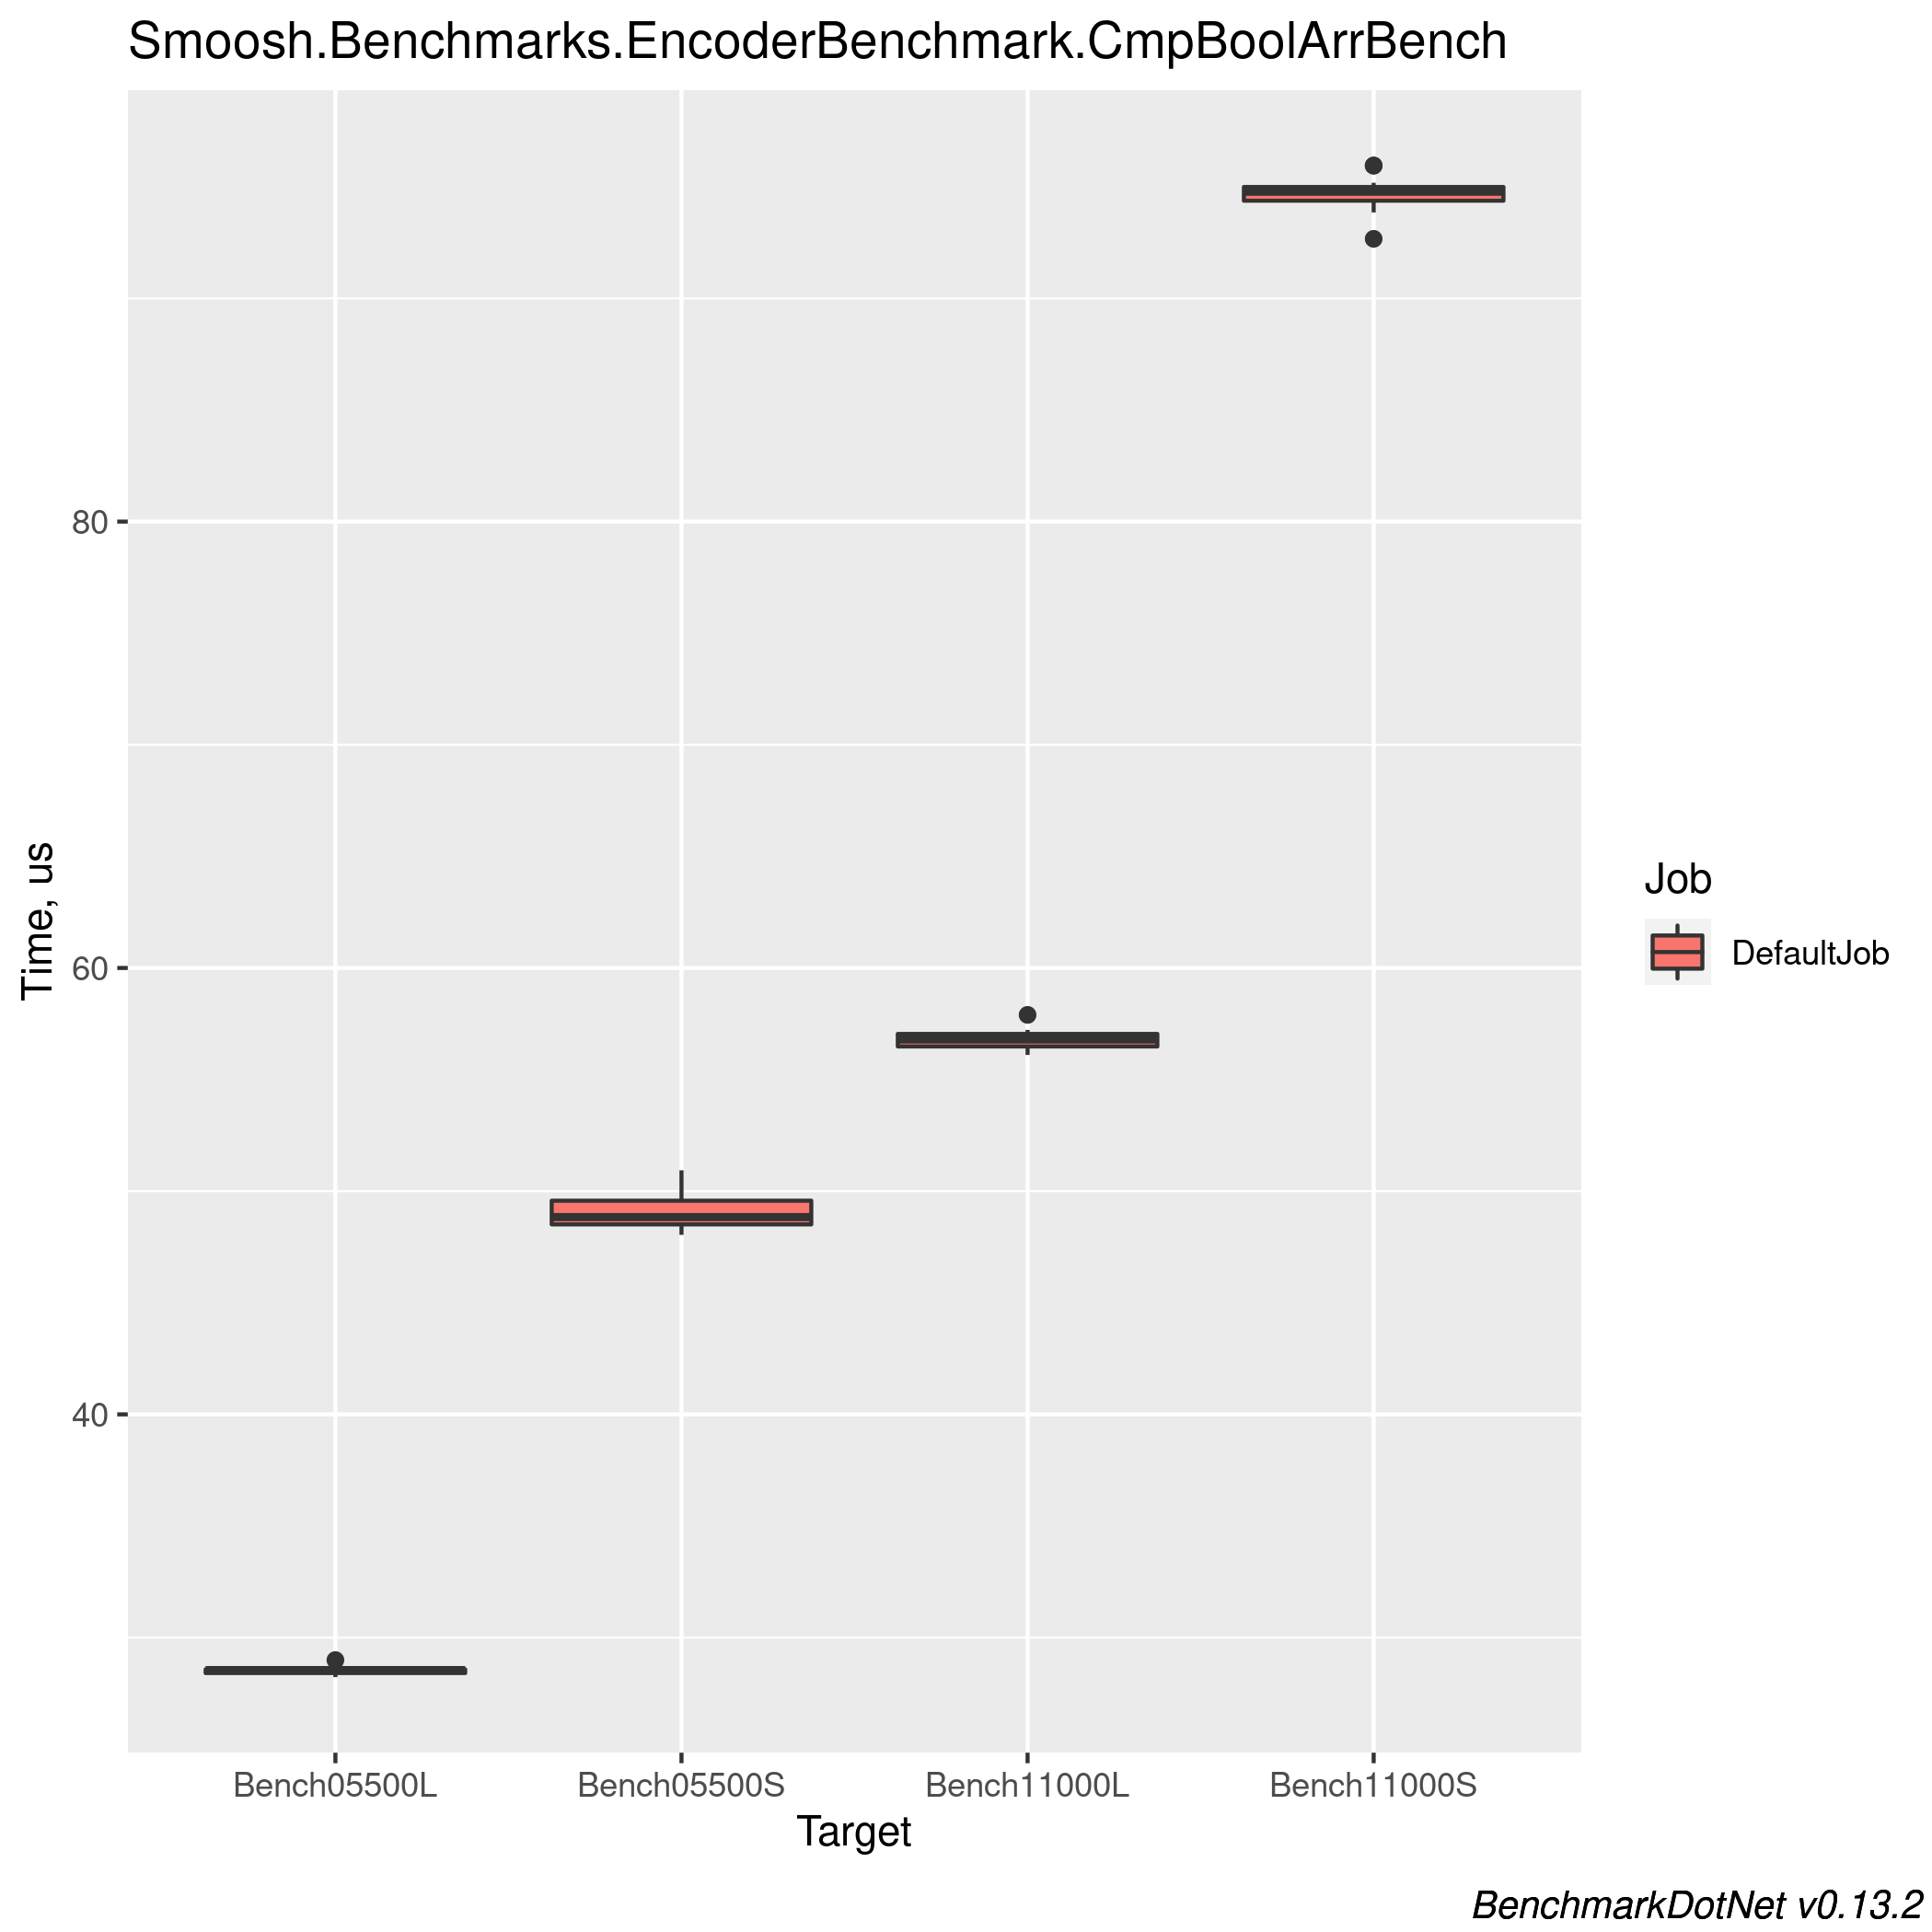 Smoosh.Benchmarks.EncoderBenchmark.CmpBoolArrBench
80
60
40
Time, us
Bench05500L Bench05500S Bench11000L Bench11000S
Target
Job
DefaultJob
BenchmarkDotNet v0.13.2